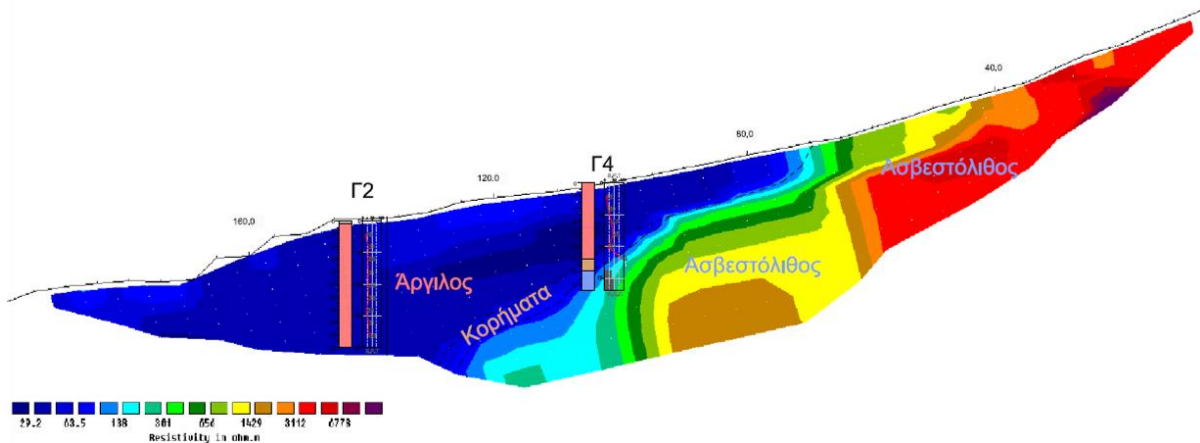 40,0
80,0
Γ4
120.0
Γ2
160,0
Ασβεστόλιθος
Ασβεστόλιθος
Άργιλος
Κορήματα
29.2 63.5 138 301 656 1429 3112 6778
Resistivity in ohm.m